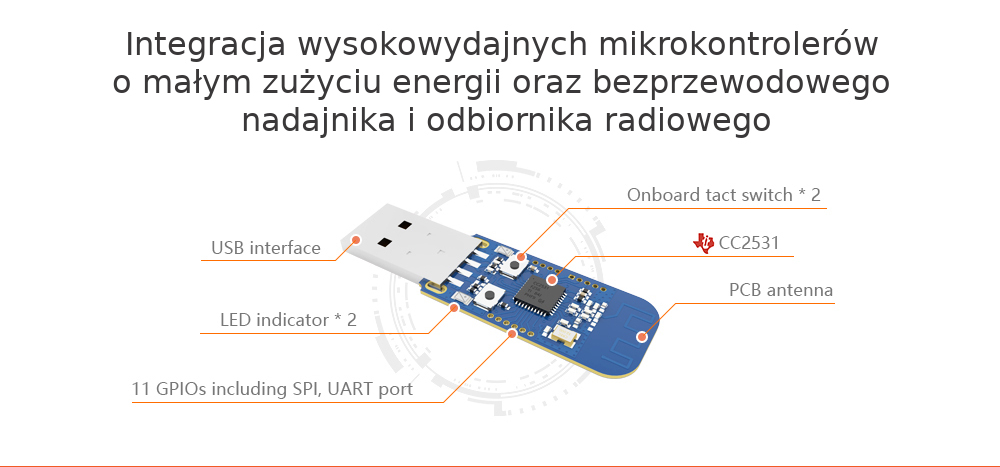 Integracja wysokowydajnych mikrokontrolerów
o małym zużyciu energii oraz bezprzewodowego
nadajnika i odbiornika radiowego
Onboard tact switch * 2
USB interface
CC2531
PCB antenna
LED indicator * 2
11 GPIOs including SPI, UART port